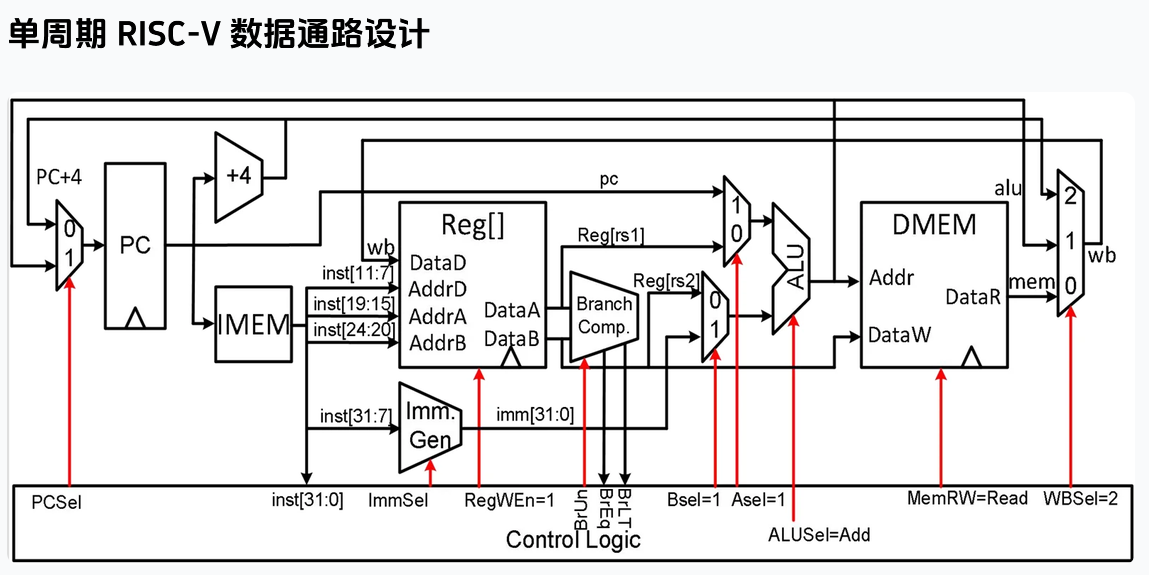 单周期 RISC-V 数据通路设计
PC+4
+4
pc
alu
2
0
1
PC
1
0
Reg[]
Reg[rs1]
ALU
DMEM
1
wb
wb
DataD
inst[11:7]
AddrD
Reg[rs2]
Addr
mem
0
inst[19:15]
AddrA
DataA
Branch
Comp.
0
1
DataR
IMEM
inst[24:20]
AddrB
DataB
DataW
inst[31:7]
Imm.
Gen
imm[31:0]
PCSel
inst[31:0]
ImmSel
RegWEn=1
BrUn
BrEq
BrLT
Bsel=1
Asel=1
ALUSel=Add
MemRW=Read
WBSel=2
Control Logic